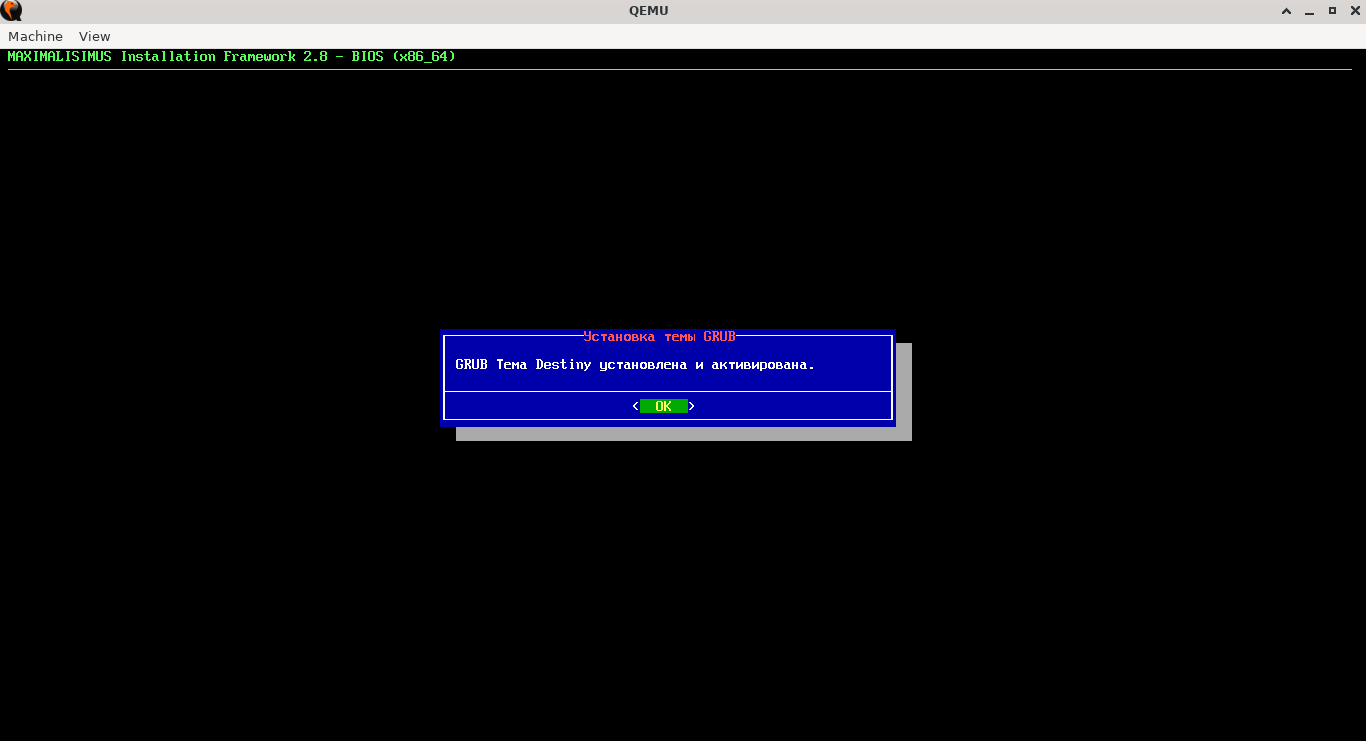 QEMU
Machine View
MAXIMALISIMUS Installation Framework 2.8 - BIOS (x86_64)
Установка темы GRUB
GRUB Тема Destiny установлена и активирована.
< OK >